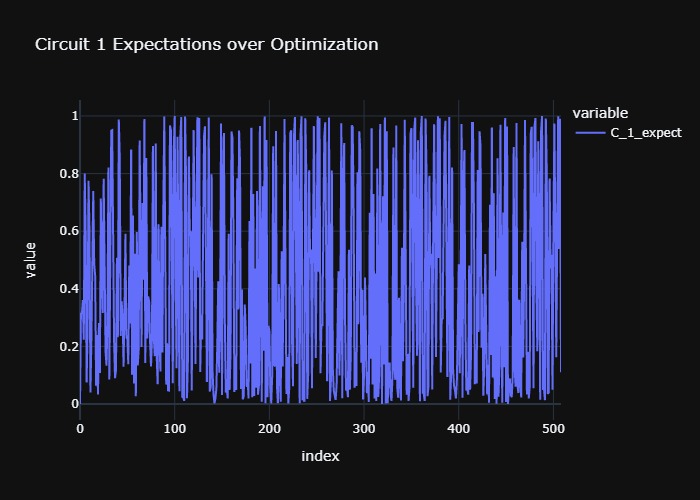 Circuit 1 Expectations over Optimization
variable
C_1_expect
1
0.8
0.6
0.4
0.2
0
value
0 100 200 300 400 500
index